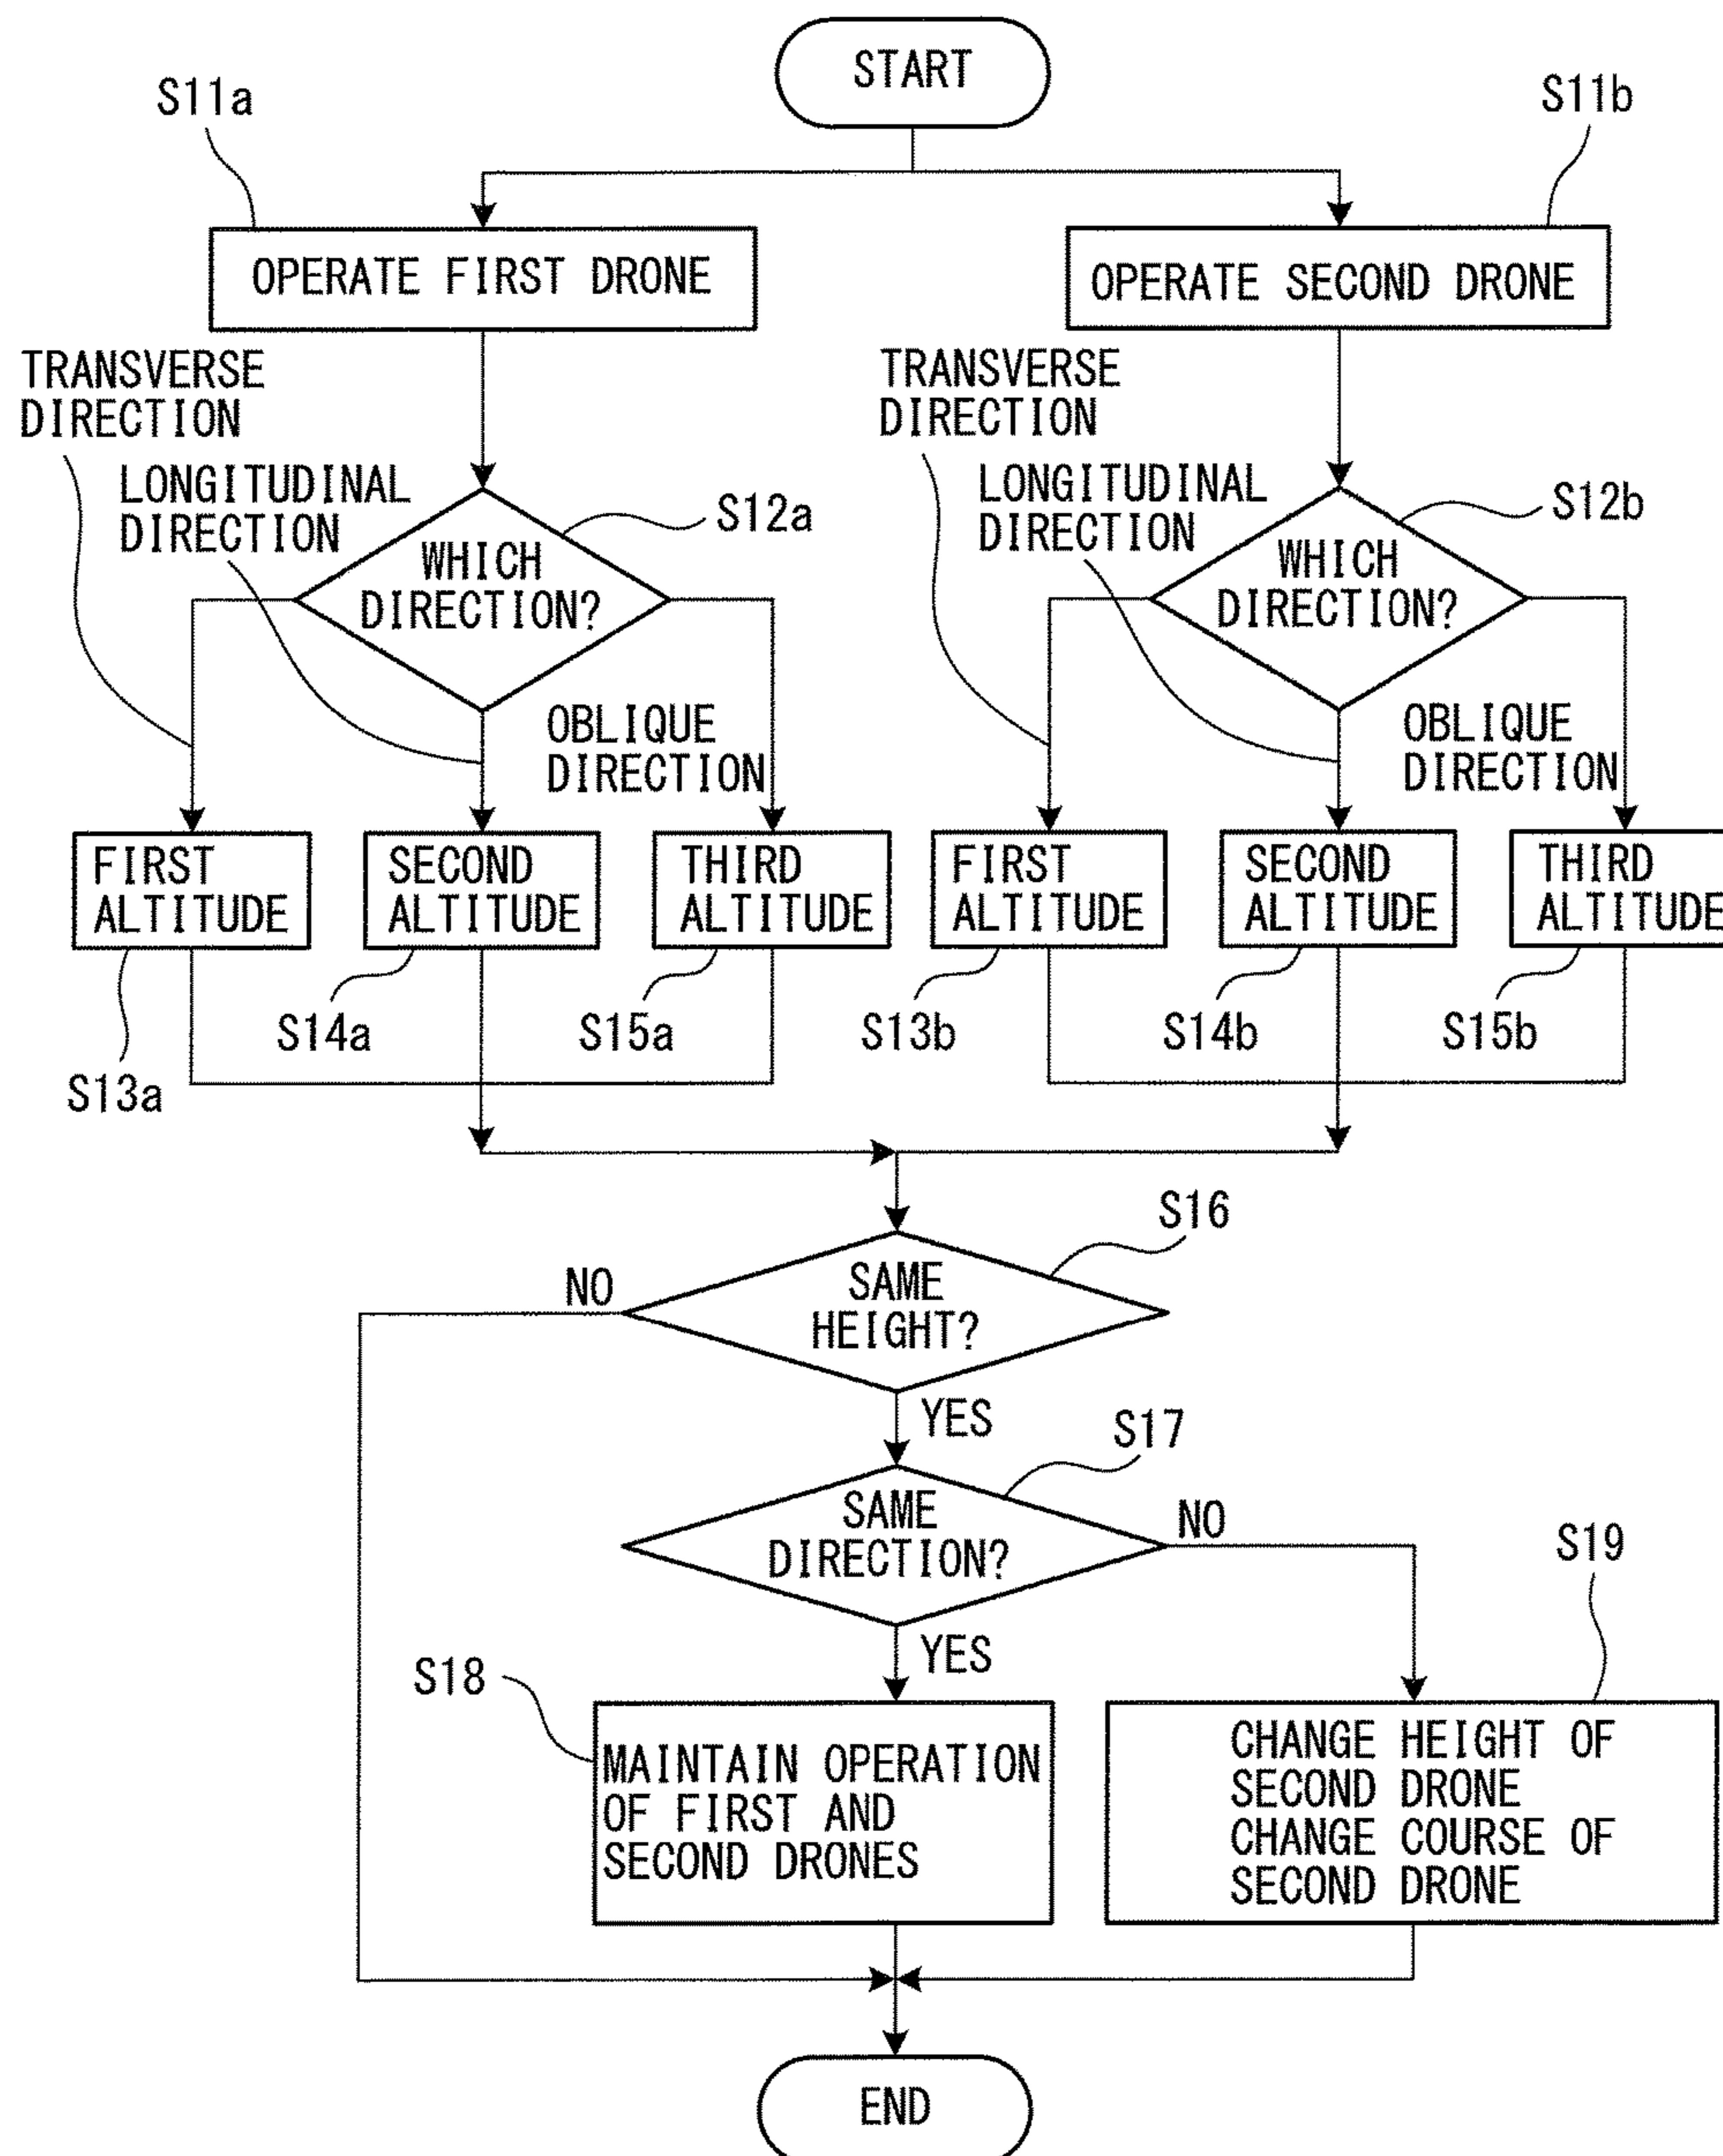 START
S11a
S11b
OPERATE FIRST DRONE
OPERATE SECOND DRONE
TRANSVERSE
DIRECTION
LONGITUDINAL
DIRECTION
S12a
WHICH
DIRECTION?
TRANSVERSE
DIRECTION
LONGITUDINAL
DIRECTION
S12b
WHICH
DIRECTION?
OBLIQUE
DIRECTION
OBLIQUE
DIRECTION
FIRST
ALTITUDE
SECOND
ALTITUDE
THIRD
ALTITUDE
FIRST
ALTITUDE
SECOND
ALTITUDE
THIRD
ALTITUDE
S13a
S14a
S15a
S13b
S14b
S15b
S16
SAME
HEIGHT?
NO
YES
S17
SAME
DIRECTION?
NO
YES
S18
S19
MAINTAIN OPERATION
OF FIRST AND
SECOND DRONES
CHANGE HEIGHT OF
SECOND DRONE
CHANGE COURSE OF
SECOND DRONE
END